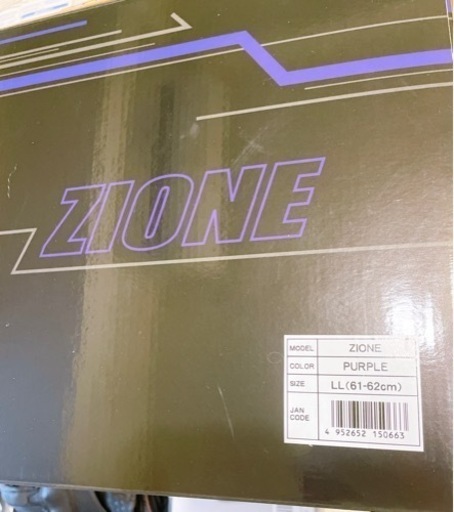 ZIONE
MODEL ZIONE
COLOR PURPLE
SIZE LL(61-62cm)
JAN CODE
4 952652 150663